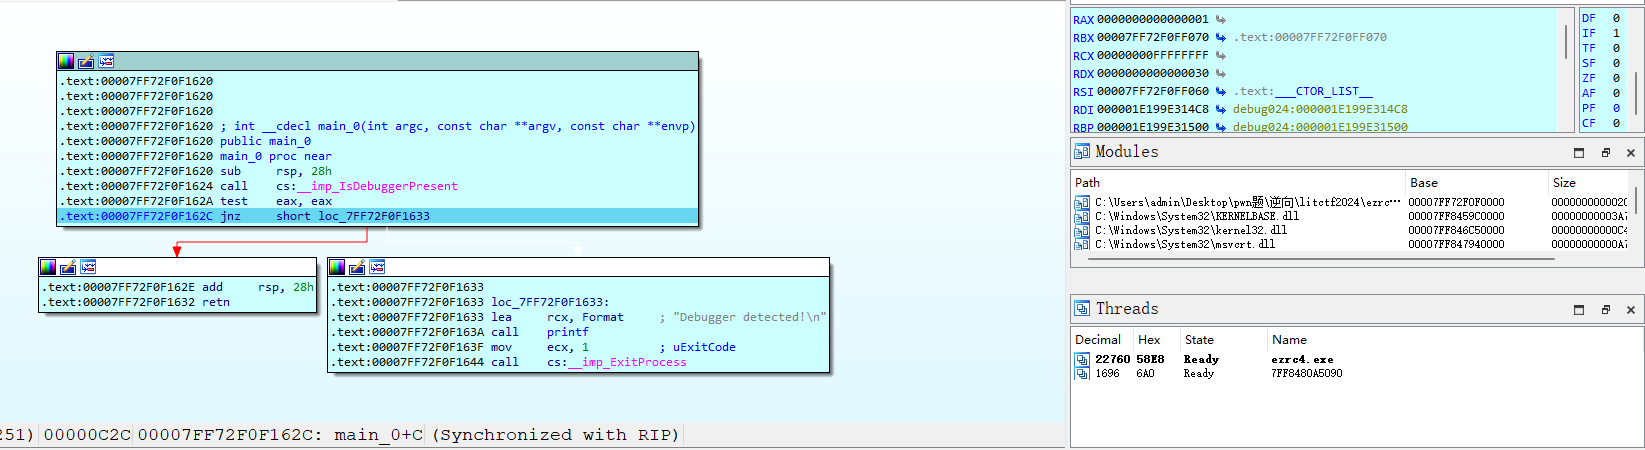 .text:00007FF72F0F1620
.text:00007FF72F0F1620
.text:00007FF72F0F1620
.text:00007FF72F0F1620 ; int __cdecl main_0(int argc, const char **argv, const char **envp)
.text:00007FF72F0F1620 public main_0
.text:00007FF72F0F1620 main_0 proc near
.text:00007FF72F0F1620 sub rsp, 28h
.text:00007FF72F0F1624 call cs:__imp_IsDebuggerPresent
.text:00007FF72F0F162A test eax, eax
.text:00007FF72F0F162C jnz short loc_7FF72F0F1633
.text:00007FF72F0F162E add rsp, 28h
.text:00007FF72F0F1632 retn
.text:00007FF72F0F1633
.text:00007FF72F0F1633 loc_7FF72F0F1633:
.text:00007FF72F0F1633 lea rcx, Format ; "Debugger detected!\n"
.text:00007FF72F0F163A call printf
.text:00007FF72F0F163F mov ecx, 1 ; uExitCode
.text:00007FF72F0F1644 call cs:__imp_ExitProcess
251) 00000C2C 00007FF72F0F162C: main_0+C (Synchronized with RIP)
RAX 0000000000000001
RBX 00007FF72F0FF070 .text:00007FF72F0FF070
RCX 00000000FFFFFFFF
RDX 0000000000000030
RSI 00007FF72F0FF060 .text:___CTOR_LIST__
RDI 000001E199E314C8 debug024:000001E199E314C8
RBP 000001E199E31500 debug024:000001E199E31500
DF 0
IF 1
TF 0
SF 0
ZF 0
AF 0
PF 0
CF 0
Modules
Path Base Size
C:\Users\admin\Desktop\pwn题\逆向\litctf2024\ezrc⋯ 00007FF72F0F0000 000000000002C
C:\Windows\System32\KERNELBASE.dll 00007FF8459C0000 00000000003A7
C:\Windows\System32\kernel32.dll 00007FF846C50000 00000000000C4
C:\Windows\System32\msvcrt.dll 00007FF847940000 00000000000A7
Threads
Decimal Hex State Name
22760 58E8 Ready ezrc4.exe
1696 6A0 Ready 7FF8480A5090